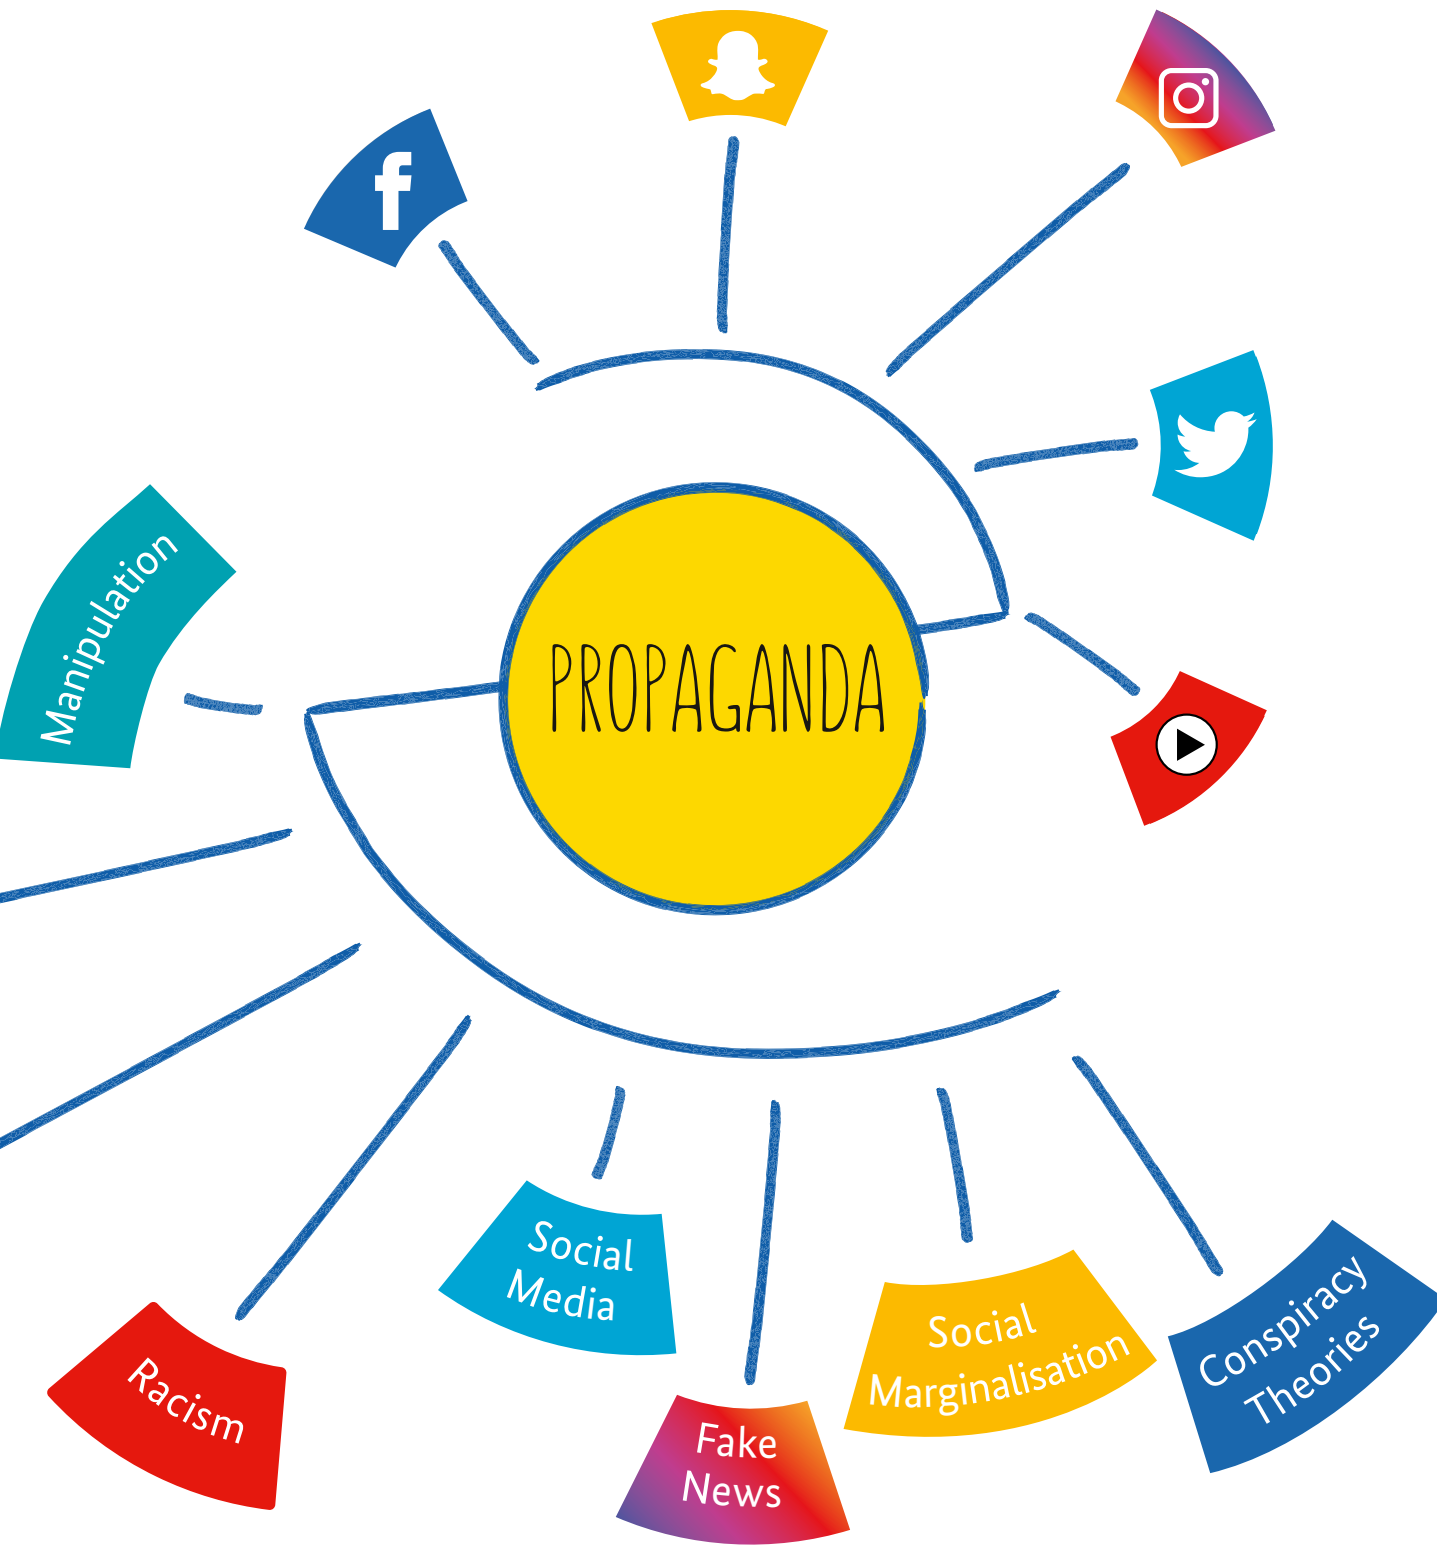 PROPAGANDA
Manipulation
Racism
Social
Media
Fake
News
Social
Marginalisation
Conspiracy
Theories